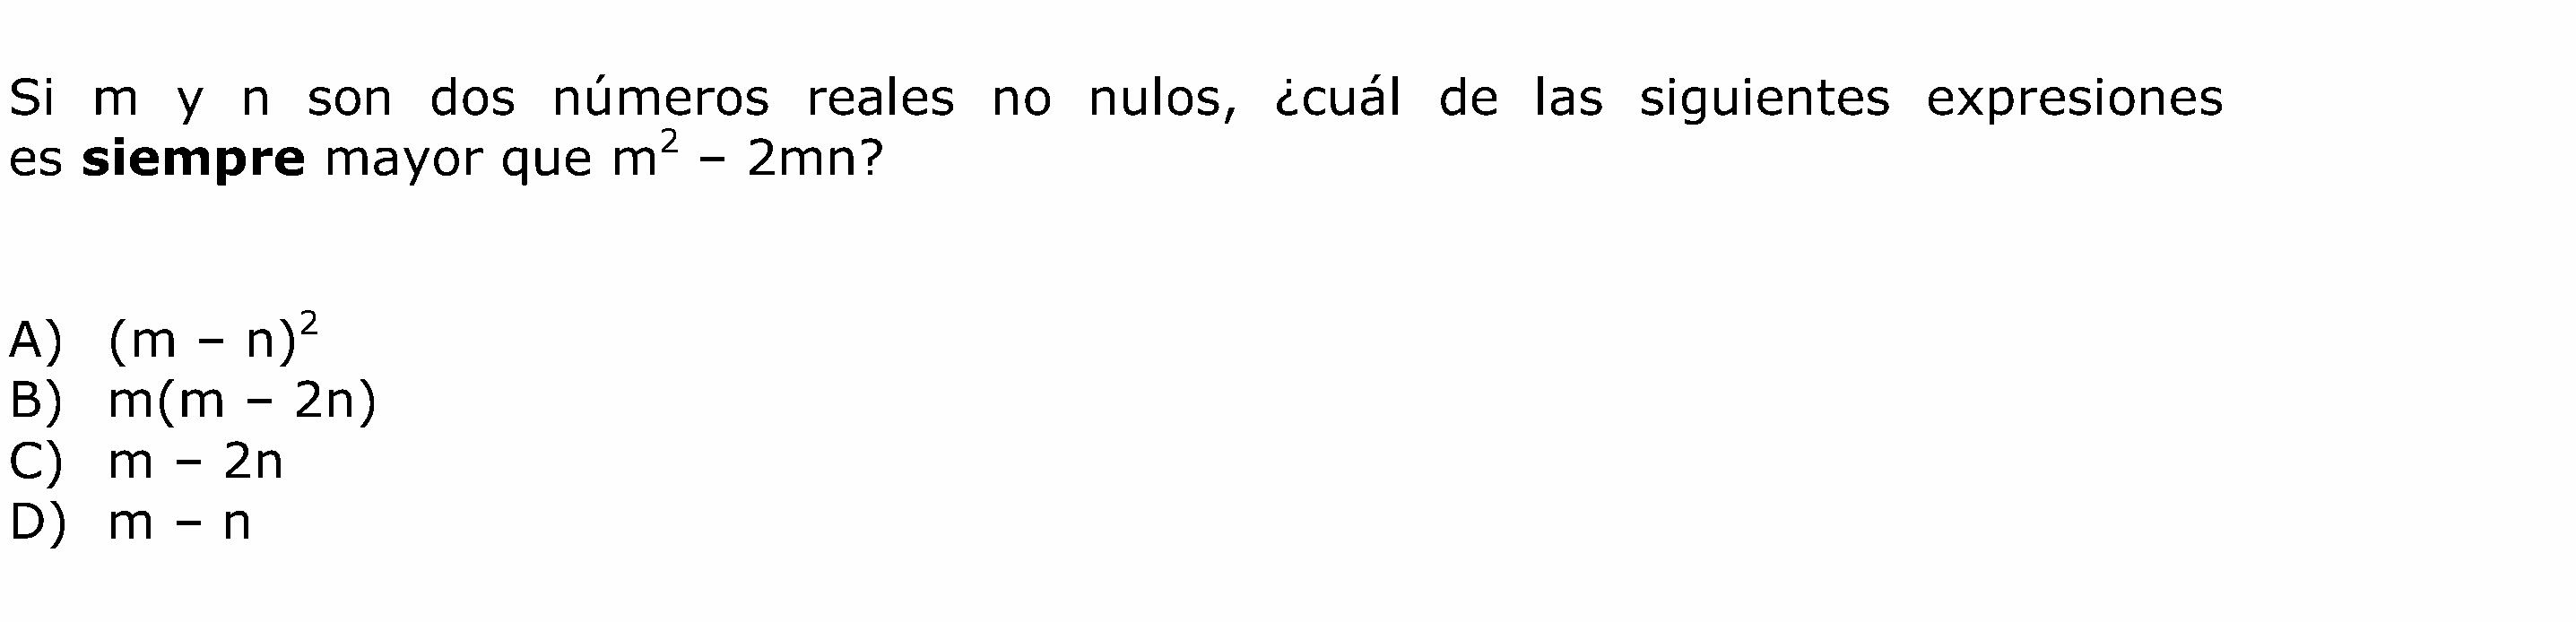 Si m y n son dos números reales no nulos, ¿cuál de las siguientes expresiones
es siempre mayor que m² – 2mn?
A) (m – n)²
B) m(m – 2n)
C) m – 2n
D) m – n